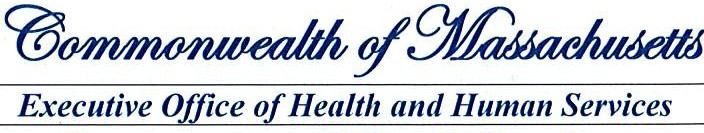 Commonwealth of Massachusetts
Executive Office of Health and Human Services